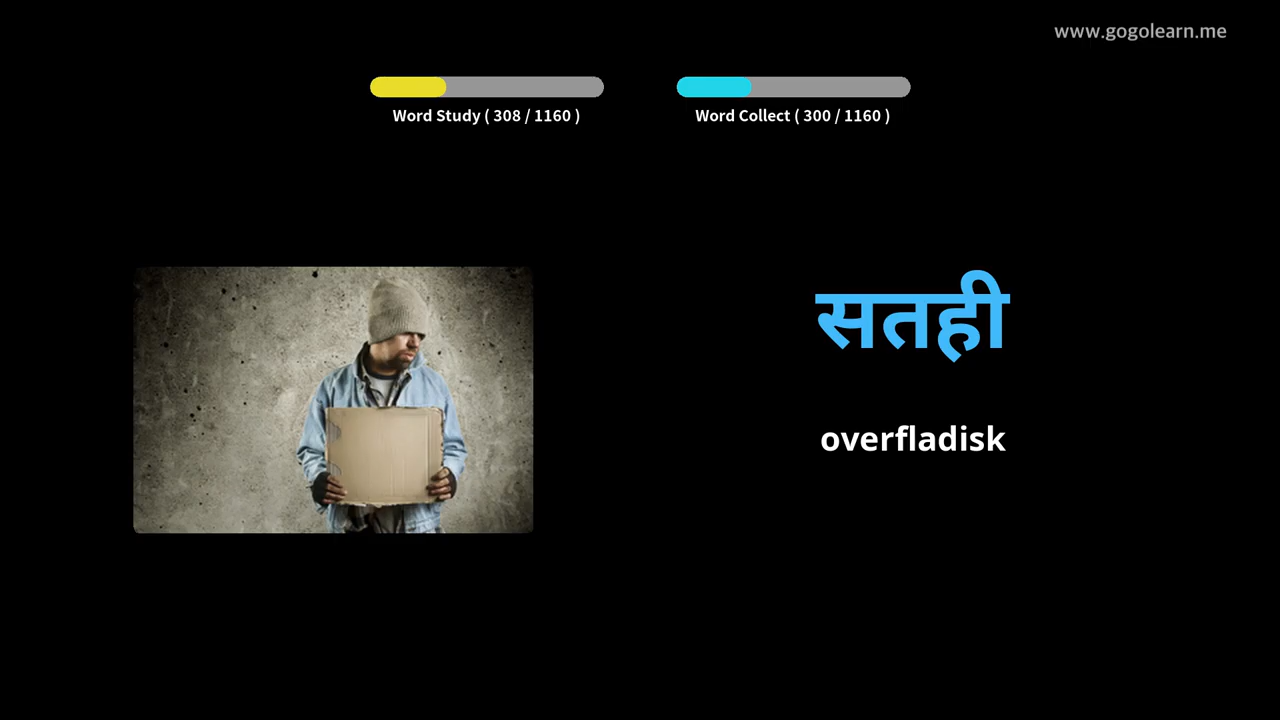 www.gogolearn.me
Word Study ( 308 / 1160 )
Word Collect ( 300 / 1160 )
सतही
overfladisk